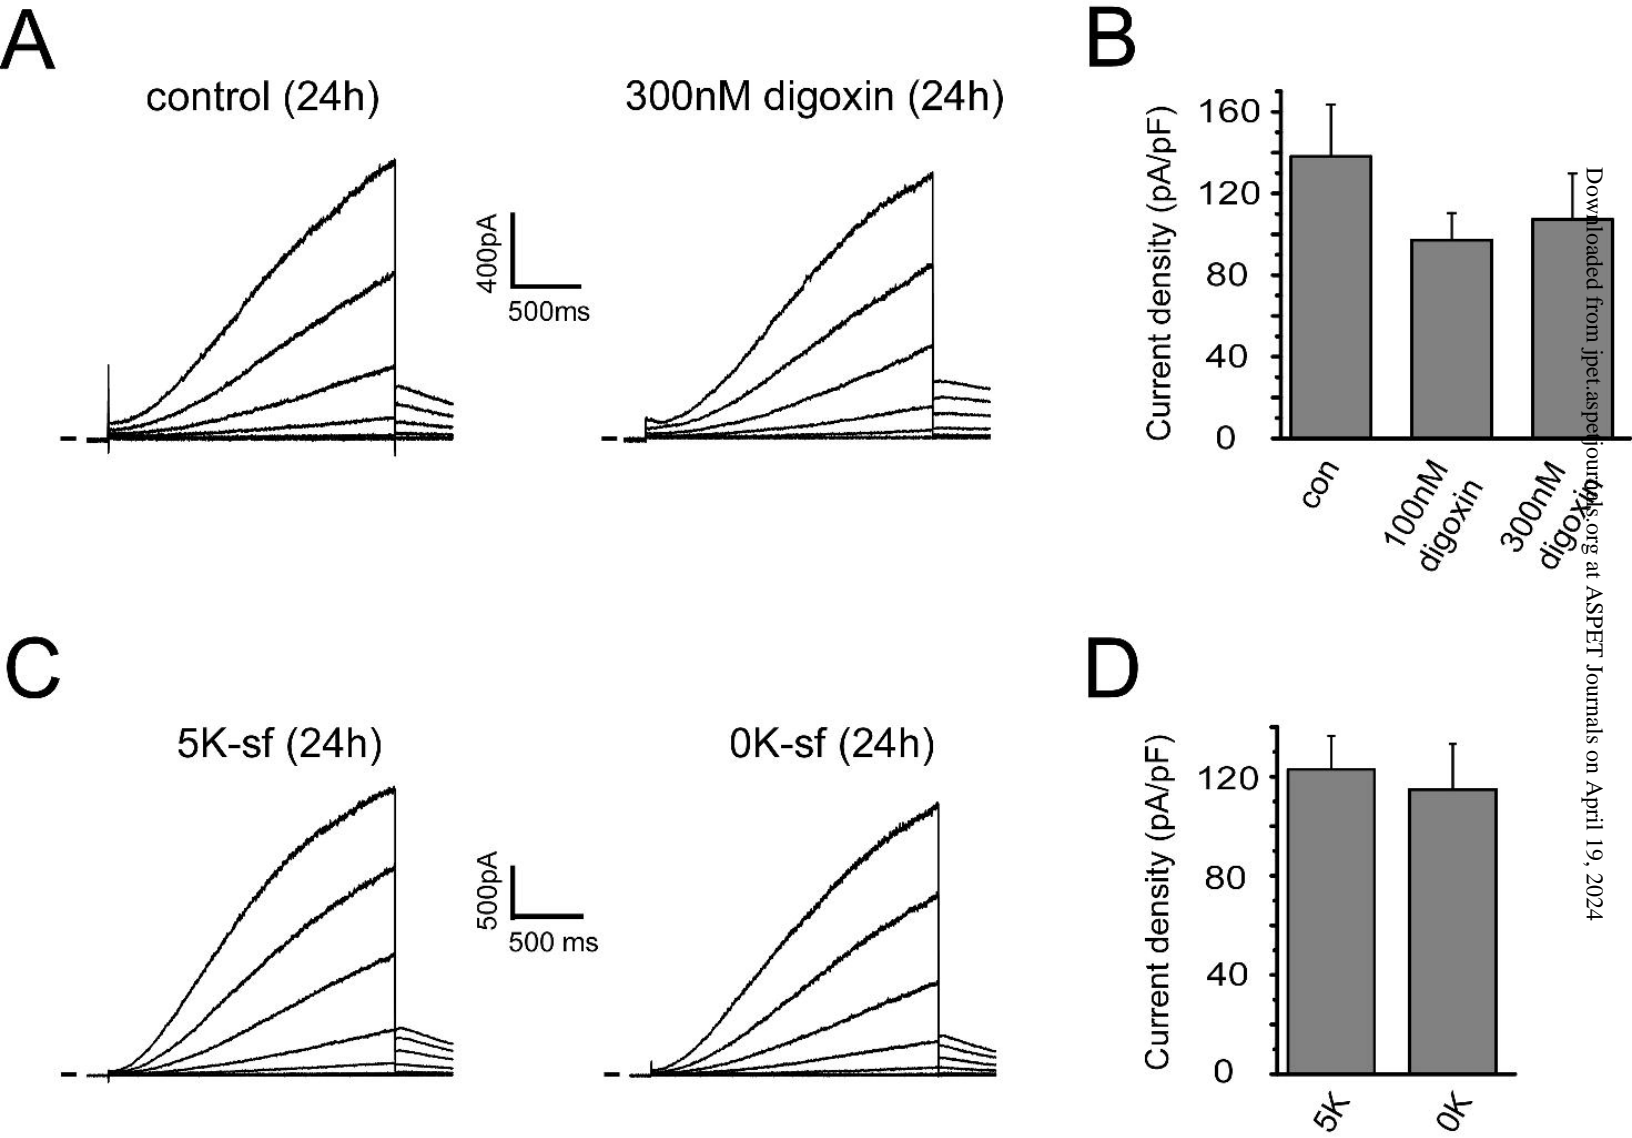 A
control (24h)
300nM digoxin (24h)
400pA
500ms
B
Current density (pA/pF)
160
120
80
40
0
con
100nM
digoxin
300nM
digoxin
C
5K-sf (24h)
0K-sf (24h)
500pA
500 ms
D
Current density (pA/pF)
120
80
40
0
5K
0K
Downloaded from jpet.aspetjournals.org at ASPET Journals on April 19, 2024